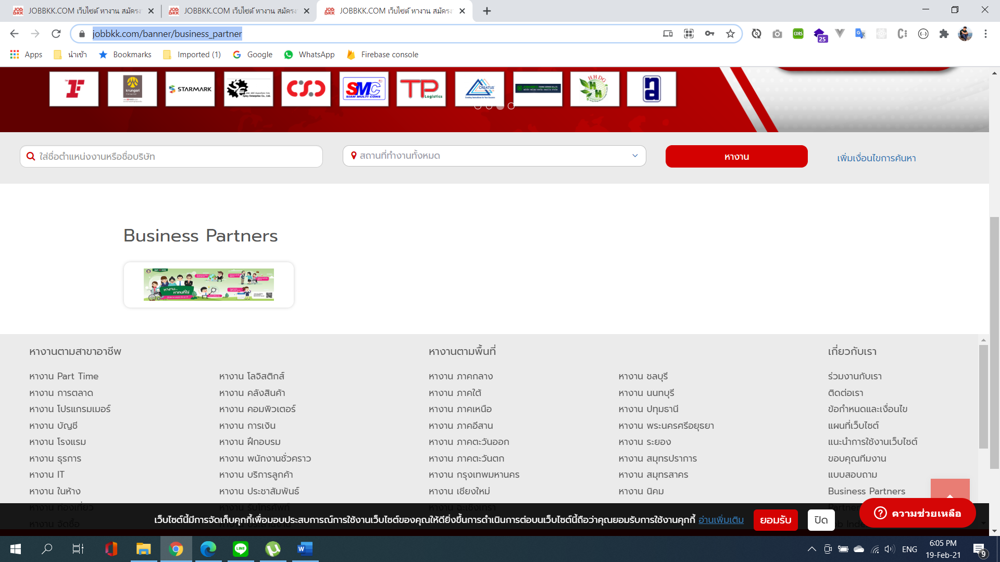 JOBBKK.COM เว็บไซต์ หางาน สมัครง
JOBBKK.COM เว็บไซต์ หางาน สมัครง
JOBBKK.COM เว็บไซต์ หางาน สมัครง
jobbkk.com/banner/business_partner
CORS
25
Apps
นำเข้า
Bookmarks
Imported (1)
Google
WhatsApp
Firebase console
krungsri
STARMARK
Spicy Enterprise Co., Ltd.
SMC
SIAM MULTI CONS
TP
Logistics
CREATUS
HHDG
ใส่ชื่อตำแหน่งงานหรือชื่อบริษัท
สถานที่ทำงานทั้งหมด
หางาน
เพิ่มเงื่อนไขการค้นหา
Business Partners
หางาน...
หาคนที่ใช่
หางานตามสาขาอาชีพ
หางาน Part Time
หางาน การตลาด
หางาน โปรแกรมเมอร์
หางาน บัญชี
หางาน โรงแรม
หางาน ธุรการ
หางาน IT
หางาน ในห้าง
หางาน ท่องเที่ยว
หางาน จัดซื้อ
หางาน โลจิสติกส์
หางาน คลังสินค้า
หางาน คอมพิวเตอร์
หางาน การเงิน
หางาน ฝึกอบรม
หางาน พนักงานชั่วคราว
หางาน บริการลูกค้า
หางาน ประชาสัมพันธ์
หางาน รับโทรศัพท์
หางานตามพื้นที่
หางาน ภาคกลาง
หางาน ภาคใต้
หางาน ภาคเหนือ
หางาน ภาคอีสาน
หางาน ภาคตะวันออก
หางาน ภาคตะวันตก
หางาน กรุงเทพมหานคร
หางาน เชียงใหม่
หางาน ฉะเชิงเทรา
หางาน ชลบุรี
หางาน นนทบุรี
หางาน ปทุมธานี
หางาน พระนครศรีอยุธยา
หางาน ระยอง
หางาน สมุทรปราการ
หางาน สมุทรสาคร
หางาน นิคม
เกี่ยวกับเรา
ร่วมงานกับเรา
ติดต่อเรา
ข้อกำหนดและเงื่อนไข
แผนที่เว็บไซต์
แนะนำการใช้งานเว็บไซต์
ขอบคุณทีมงาน
แบบสอบถาม
Business Partners
เว็บไซต์นี้มีการจัดเก็บคุกกี้เพื่อมอบประสบการณ์การใช้งานเว็บไซต์ของคุณให้ดียิ่งขึ้นการดำเนินการต่อบนเว็บไซต์นี้ถือว่าคุณยอมรับการใช้งานคุกกี้ อ่านเพิ่มเติม
ยอมรับ
ปิด
ความช่วยเหลือ
LINE
ENG
6:05 PM
19-Feb-21
9